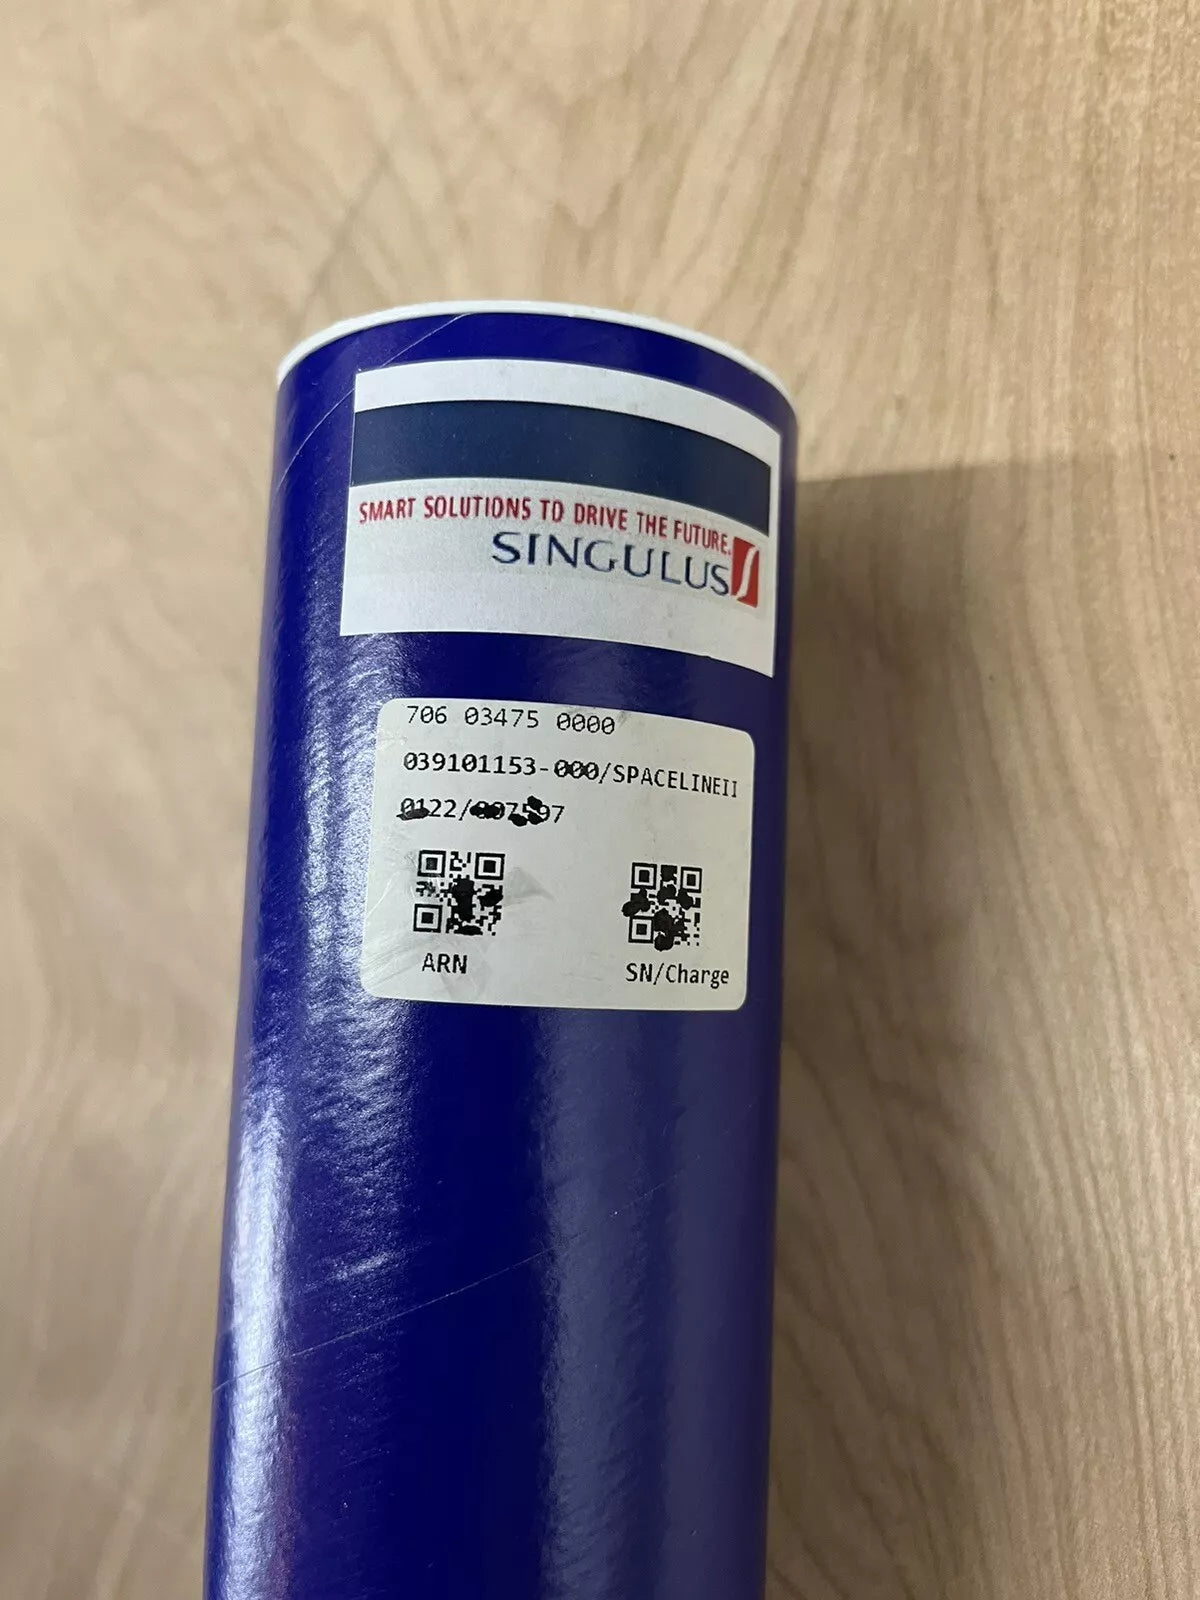 SMART SOLUTIONS TO DRIVE THE FUTURE.
SINGULUS
706 03475 0000
039101153-000/SPACELINEII
ARN
SN/Charge